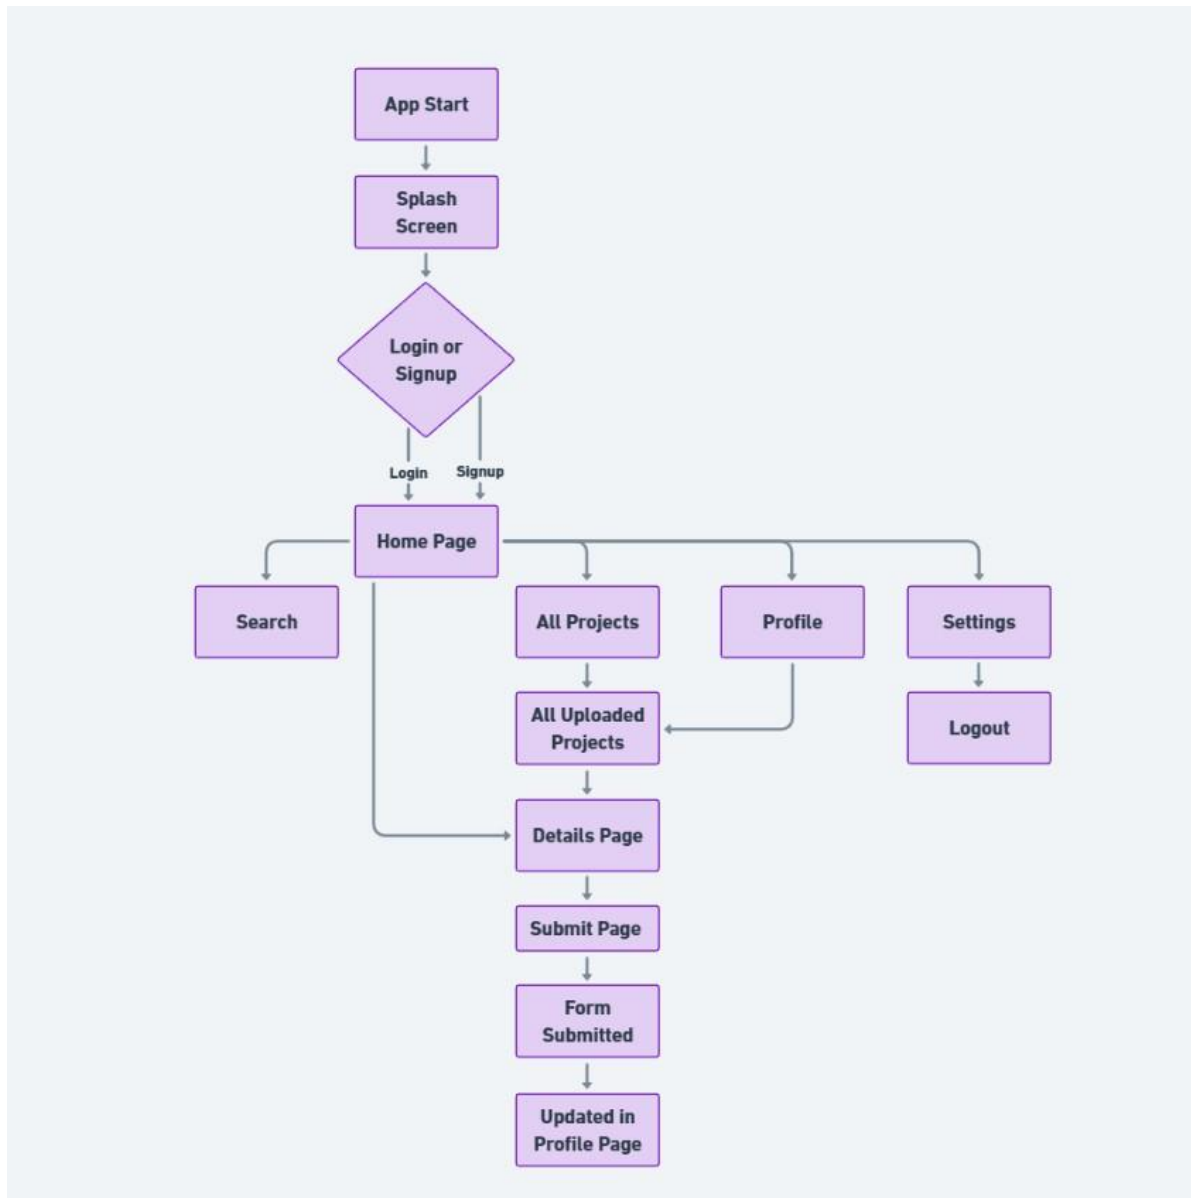 App Start
Splash
Screen
Login or
Signup
Login
Signup
Home Page
Search
All Projects
Profile
Settings
All Uploaded
Projects
Logout
Details Page
Submit Page
Form
Submitted
Updated in
Profile Page